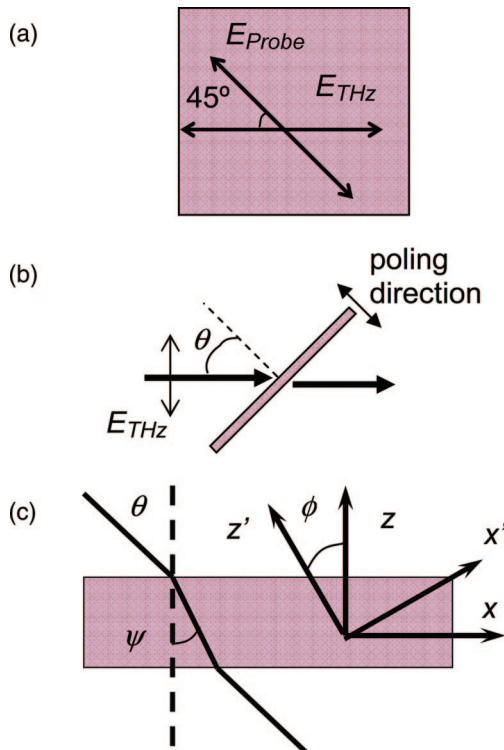 (a)
E_Probe
45º
E_THz
(b)
poling
direction
θ
E_THz
(c)
θ
z'
ϕ
z
x'
x
ψ